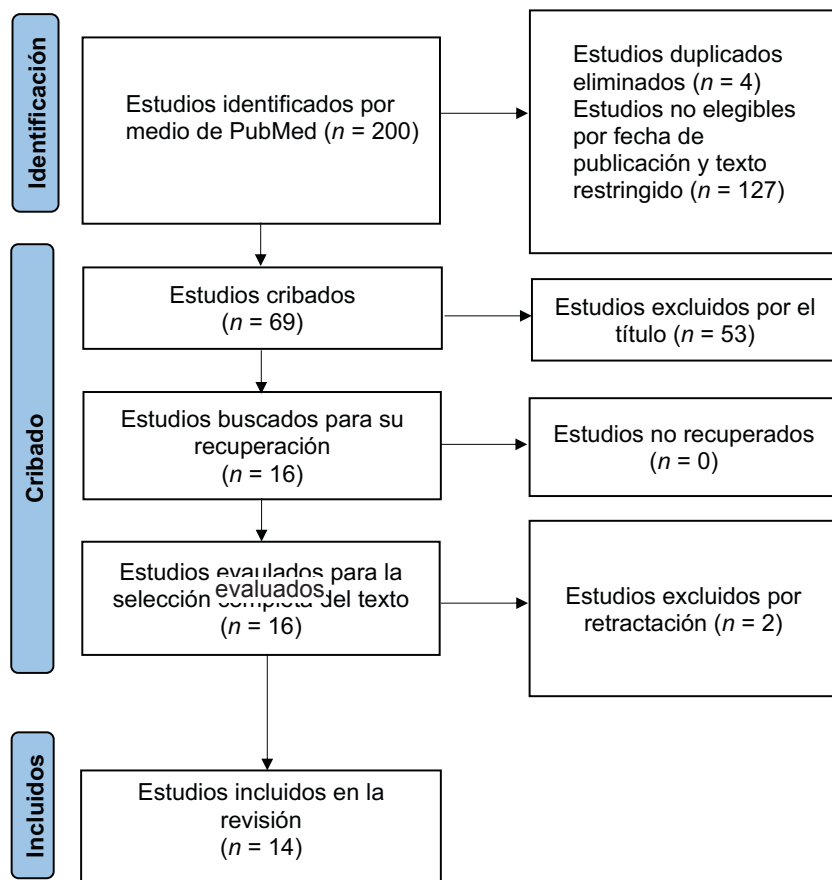 Identificación
Estudios identificados por
medio de PubMed (n = 200)
Estudios duplicados
eliminados (n = 4)
Estudios no elegibles
por fecha de
publicación y texto
restringido (n = 127)
Cribado
Estudios cribados
(n = 69)
Estudios excluidos por el
título (n = 53)
Estudios buscados para su
recuperación
(n = 16)
Estudios no recuperados
(n = 0)
Estudios evaulados para la
evaluados
selección completa del texto
(n = 16)
Estudios excluidos por
retractación (n = 2)
Incluidos
Estudios incluidos en la
revisión
(n = 14)